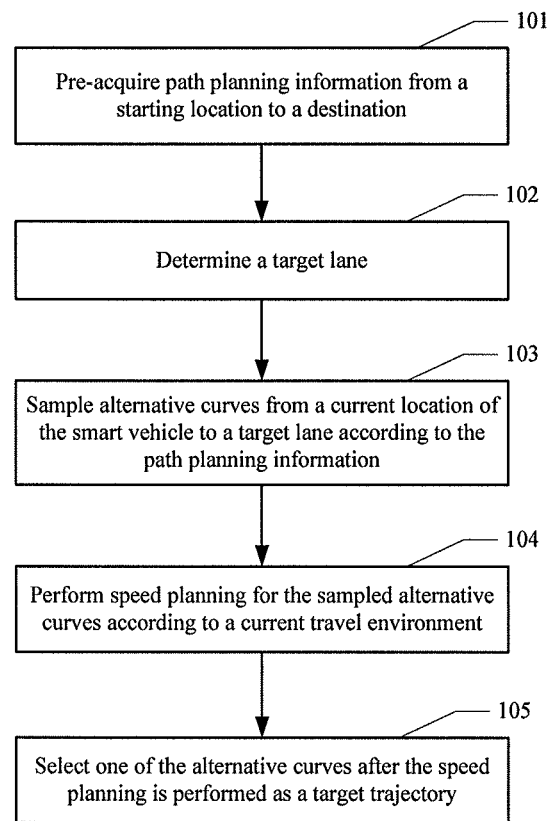 101
Pre-acquire path planning information from a
starting location to a destination
102
Determine a target lane
103
Sample alternative curves from a current location of
the smart vehicle to a target lane according to the
path planning information
104
Perform speed planning for the sampled alternative
curves according to a current travel environment
105
Select one of the alternative curves after the speed
planning is performed as a target trajectory